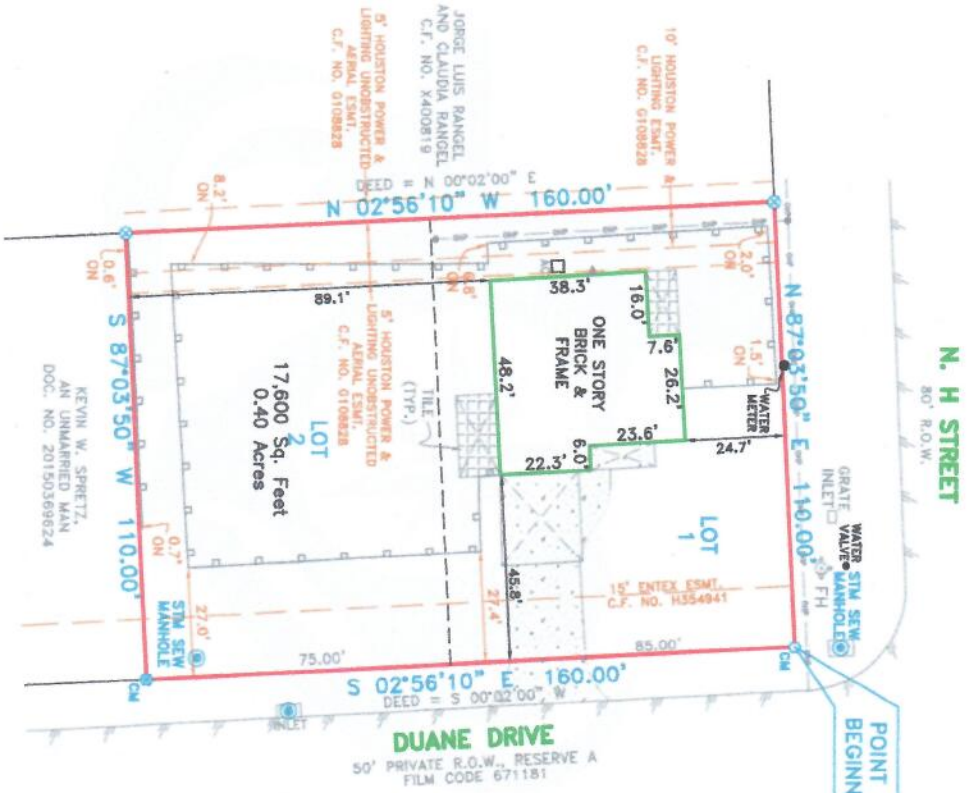 N. H STREET
80' R.O.W.
JORGE LUIS RANGEL
AND CLAUDIA RANGEL
C.F. NO. X400819
10' HOUSTON POWER &
LIGHTING ESMT.
C.F. NO. G108828
5' HOUSTON POWER &
LIGHTING UNOBSTRUCTED
AERIAL ESMT.
C.F. NO. G108828
DEED = N 00°02'00" E
N 02°56'10" W 160.00'
N 87°03'50" E 110.00'
2.0'
ON
1.5'
ON
WATER
METER
GRATE
INLET
WATER
VALVE
STM SEW
MANHOLE
FH
CM
POINT
BEGINN
8.2'
ON
0.6'
ON
89.1'
38.3'
16.0'
7.6'
26.2'
24.7'
23.6'
6.0'
22.3'
48.2'
ONE STORY
BRICK &
FRAME
AC
LOT
1
15' ENTEX ESMT.
C.F. NO. H354941
5' HOUSTON POWER &
LIGHTING UNOBSTRUCTED
AERIAL ESMT.
C.F. NO. G108828
TILE
(TYP.)
LOT
2
17,600 Sq. Feet
0.40 Acres
45.8'
27.4'
27.0'
75.00'
85.00'
S 87°03'50" W 110.00'
0.7'
ON
STM SEW
MANHOLE
CM
KEVIN W. SPRETZ,
AN UNMARRIED MAN
DOC. NO. 20150369624
S 02°56'10" E 160.00'
DEED = S 00°02'00" W
INLET
DUANE DRIVE
50' PRIVATE R.O.W., RESERVE A
FILM CODE 671181